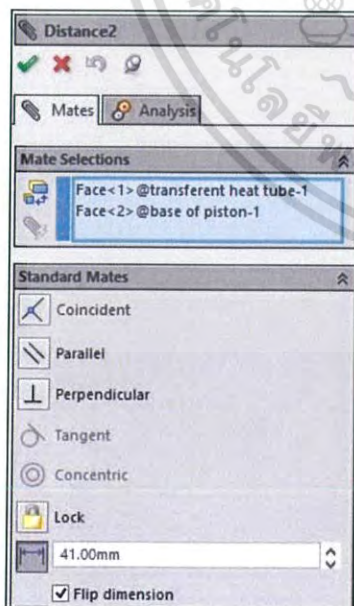 Distance2
Mates Analysis
Mate Selections
Face<1>@transferent heat tube-1
Face<2>@base of piston-1
Standard Mates
Coincident
Parallel
Perpendicular
Tangent
Concentric
Lock
41.00mm
Flip dimension